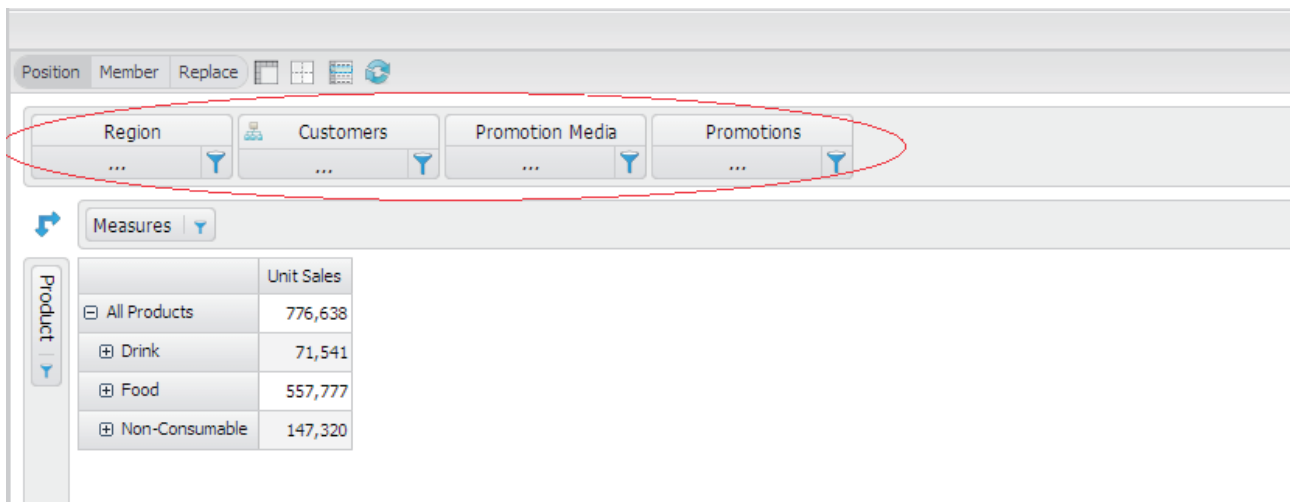 Position Member Replace
Region Customers Promotion Media Promotions
... ... ... ...
Measures
Product
Unit Sales
All Products 776,638
Drink 71,541
Food 557,777
Non-Consumable 147,320